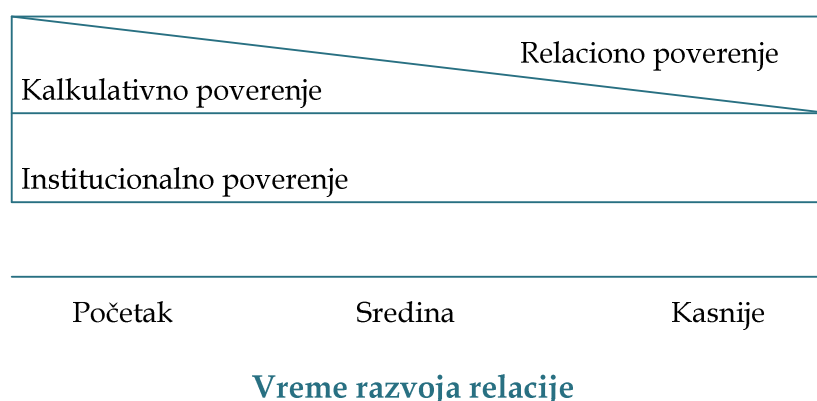 Relaciono poverenje
Kalkulativno poverenje
Institucionalno poverenje
Početak Sredina Kasnije
Vreme razvoja relacije